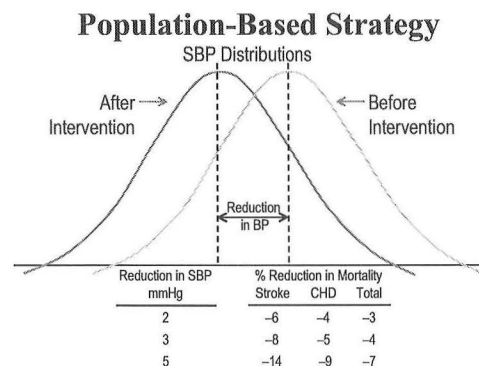 Population-Based Strategy
SBP Distributions
After
Intervention
Before
Intervention
Reduction
in BP
Reduction in SBP
mmHg
% Reduction in Mortality
Stroke CHD Total
2 –6 –4 –3
3 –8 –5 –4
5 –14 –9 –7